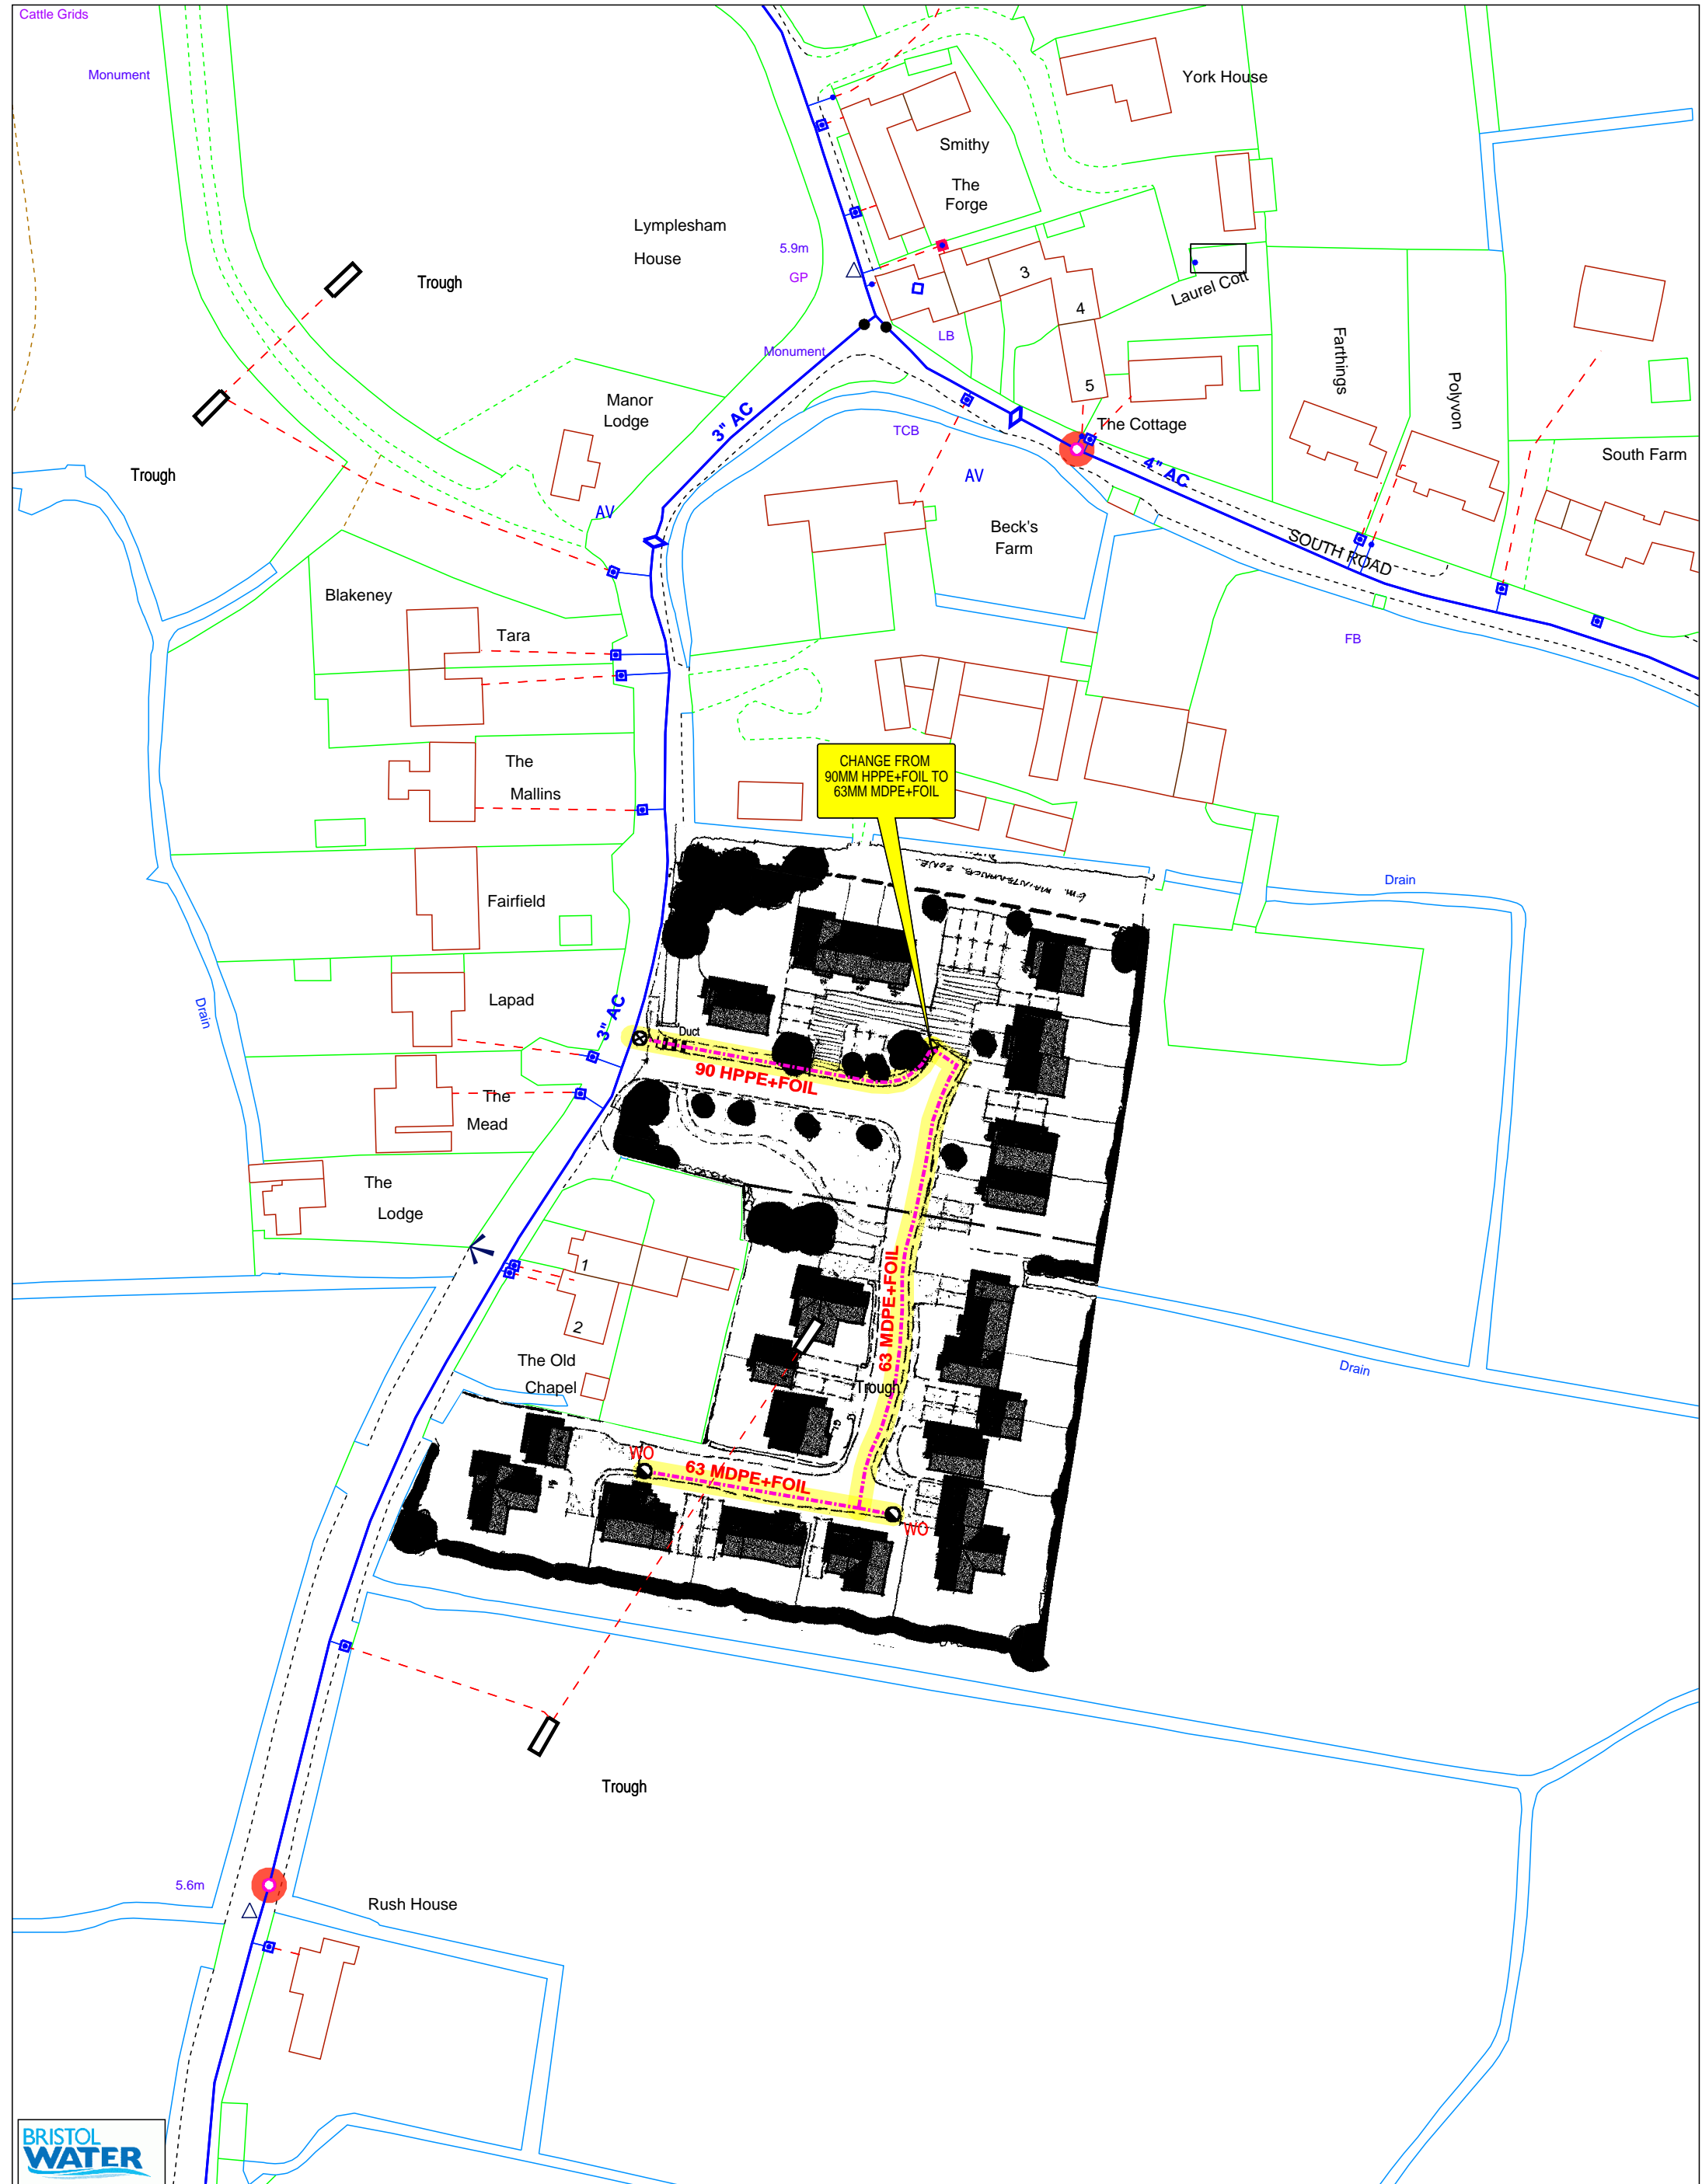 Cattle Grids
Monument
York House
Smithy
The
Forge
Lymplesham
House
5.9m
GP
Trough
3
4
5
Laurel Cott
LB
Monument
Farthings
Polyvon
Manor
Lodge
3" AC
TCB
The Cottage
4" AC
South Farm
Trough
AV
AV
Beck's
Farm
SOUTH ROAD
Blakeney
Tara
FB
The
Mallins
CHANGE FROM
90MM HPPE+FOIL TO
63MM MDPE+FOIL
6m MAINTENANCE ZONE
Drain
Fairfield
Lapad
Drain
3" AC
Duct
90 HPPE+FOIL
The
Mead
The
Lodge
1
2
63 MDPE+FOIL
The Old
Chapel
Trough
Drain
WO
63 MDPE+FOIL
WO
Trough
5.6m
Rush House
BRISTOL
WATER